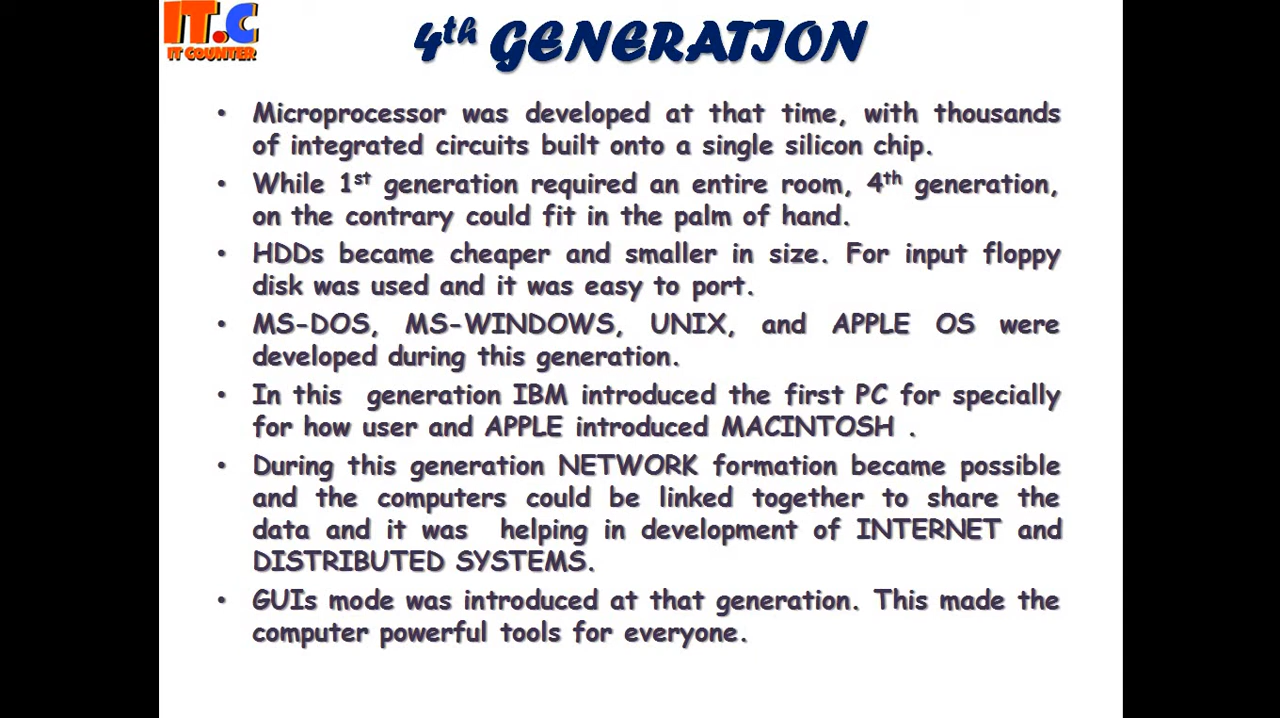 IT.C
IT COUNTER
4th GENERATION
• Microprocessor was developed at that time, with thousands
of integrated circuits built onto a single silicon chip.
• While 1st generation required an entire room, 4th generation,
on the contrary could fit in the palm of hand.
• HDDs became cheaper and smaller in size. For input floppy
disk was used and it was easy to port.
• MS-DOS, MS-WINDOWS, UNIX, and APPLE OS were
developed during this generation.
• In this generation IBM introduced the first PC for specially
for how user and APPLE introduced MACINTOSH .
• During this generation NETWORK formation became possible
and the computers could be linked together to share the
data and it was helping in development of INTERNET and
DISTRIBUTED SYSTEMS.
• GUIs mode was introduced at that generation. This made the
computer powerful tools for everyone.